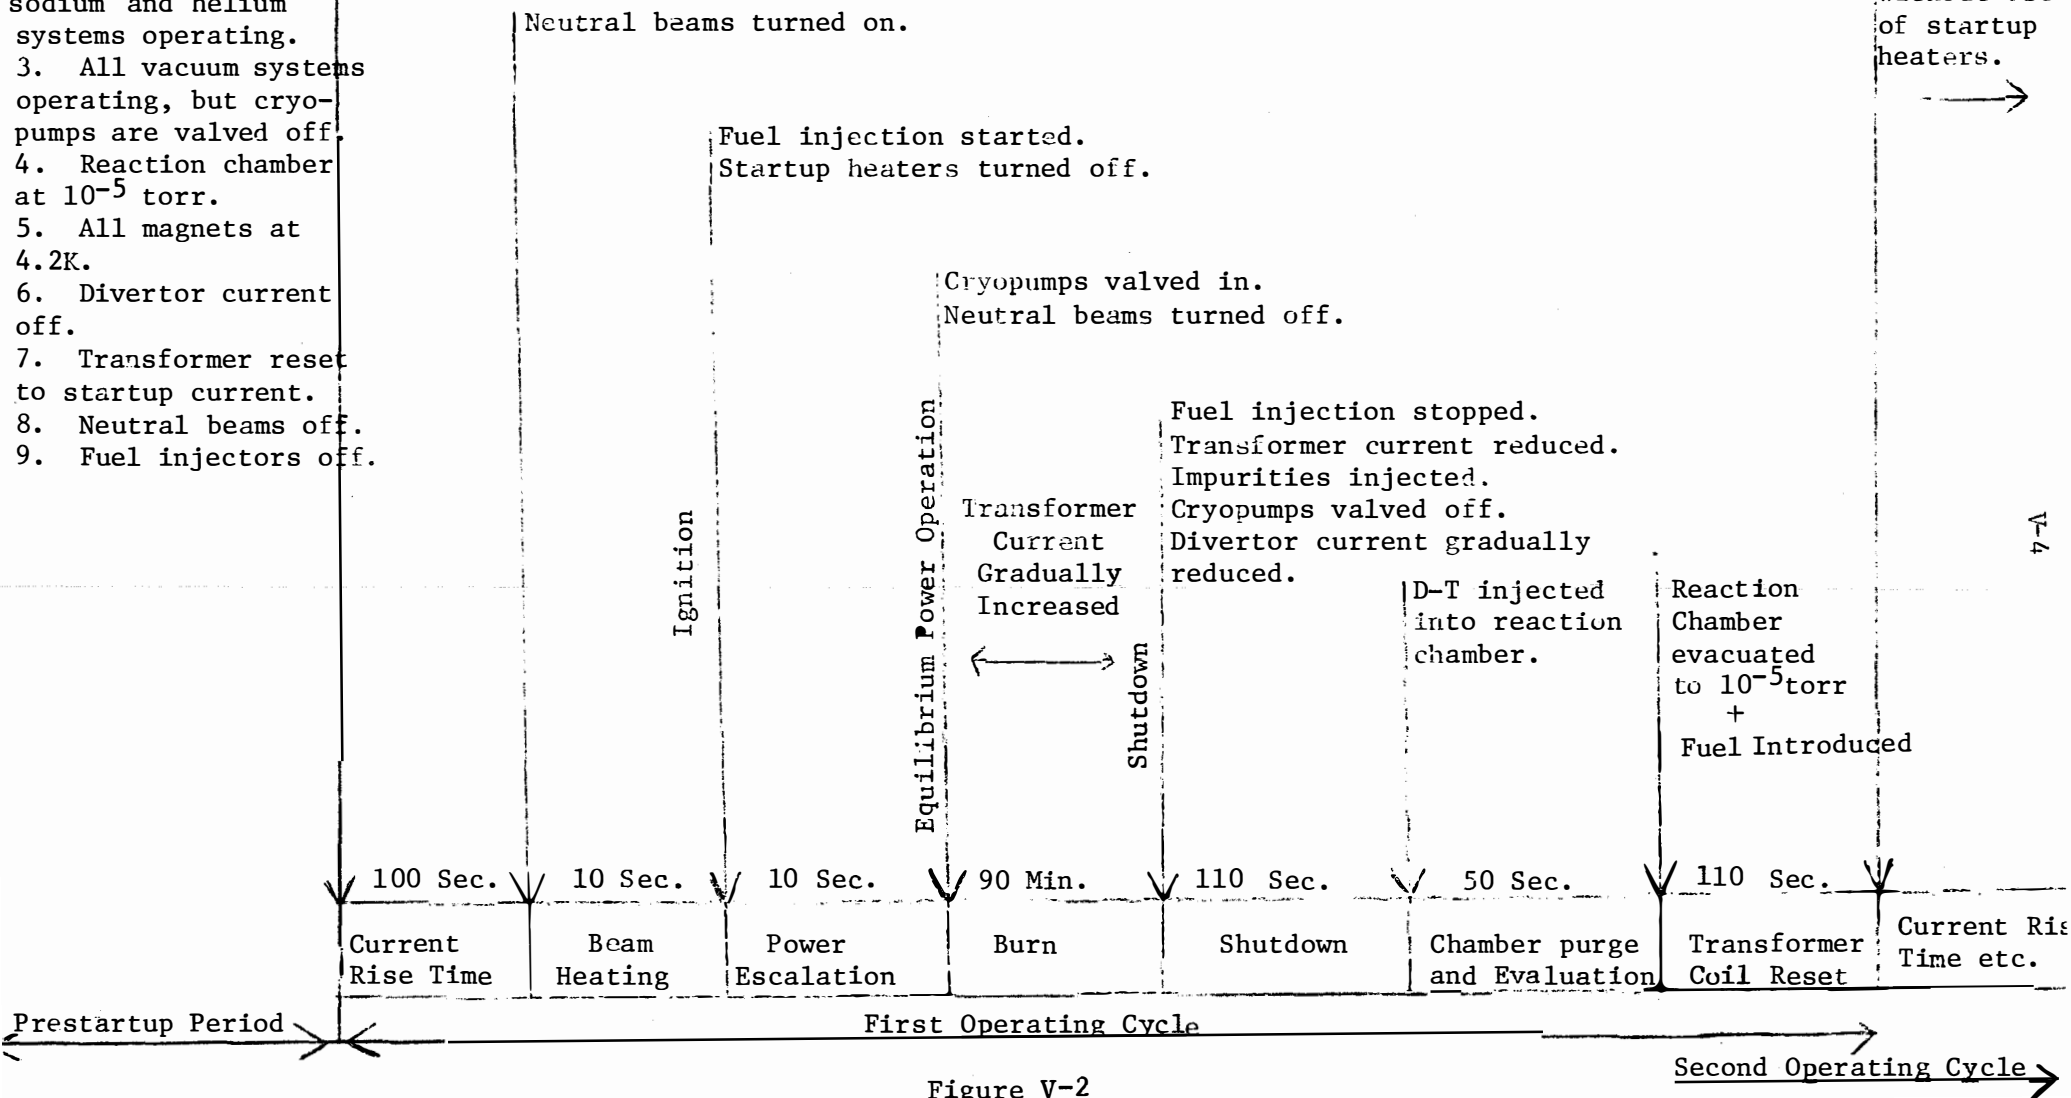 sodium and helium
systems operating.
3. All vacuum systems
operating, but cryo-
pumps are valved off.
4. Reaction chamber
at 10⁻⁵ torr.
5. All magnets at
4.2K.
6. Divertor current
off.
7. Transformer reset
to startup current.
8. Neutral beams off.
9. Fuel injectors off.
Neutral beams turned on.
Fuel injection started.
Startup heaters turned off.
Ignition
Cryopumps valved in.
Neutral beams turned off.
Equilibrium Power Operation
Transformer
Current
Gradually
Increased
Shutdown
Fuel injection stopped.
Transformer current reduced.
Impurities injected.
Cryopumps valved off.
Divertor current gradually
reduced.
D-T injected
into reaction
chamber.
Reaction
Chamber
evacuated
to 10⁻⁵torr
+
Fuel Introduced
of startup
heaters.
V-4
100 Sec.
10 Sec.
10 Sec.
90 Min.
110 Sec.
50 Sec.
110 Sec.
Current
Rise Time
Beam
Heating
Power
Escalation
Burn
Shutdown
Chamber purge
and Evaluation
Transformer
Coil Reset
Current Ris
Time etc.
Prestartup Period
First Operating Cycle
Second Operating Cycle
Figure V-2